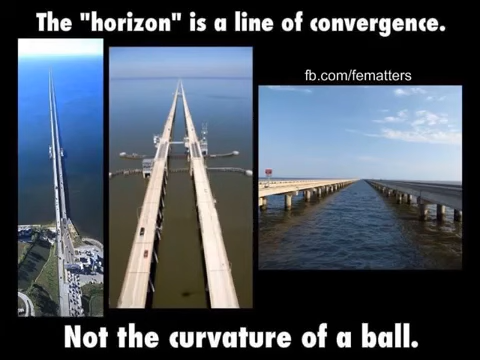 The "horizon" is a line of convergence.
fb.com/fematters
Not the curvature of a ball.